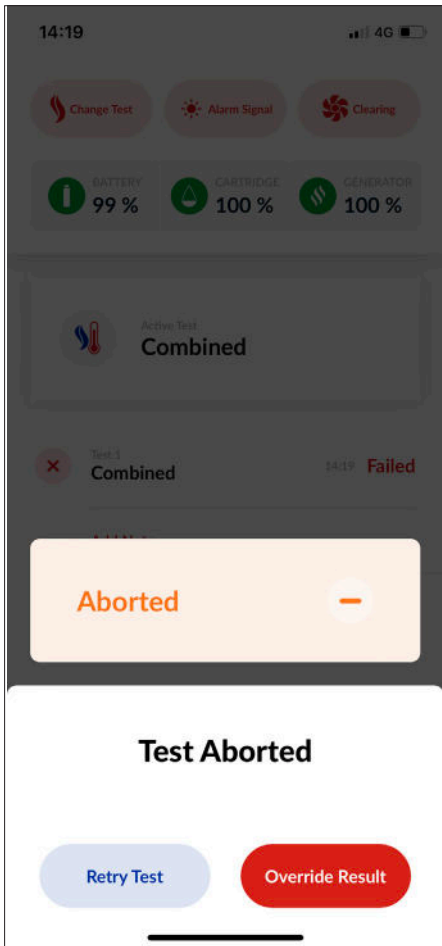 14:19 4G
Change Test Alarm Signal Clearing
BATTERY CARTRIDGE GENERATOR
99 % 100 % 100 %
Active Test
Combined
Test 1
Combined 14:19 Failed
Aborted
Test Aborted
Retry Test Override Result